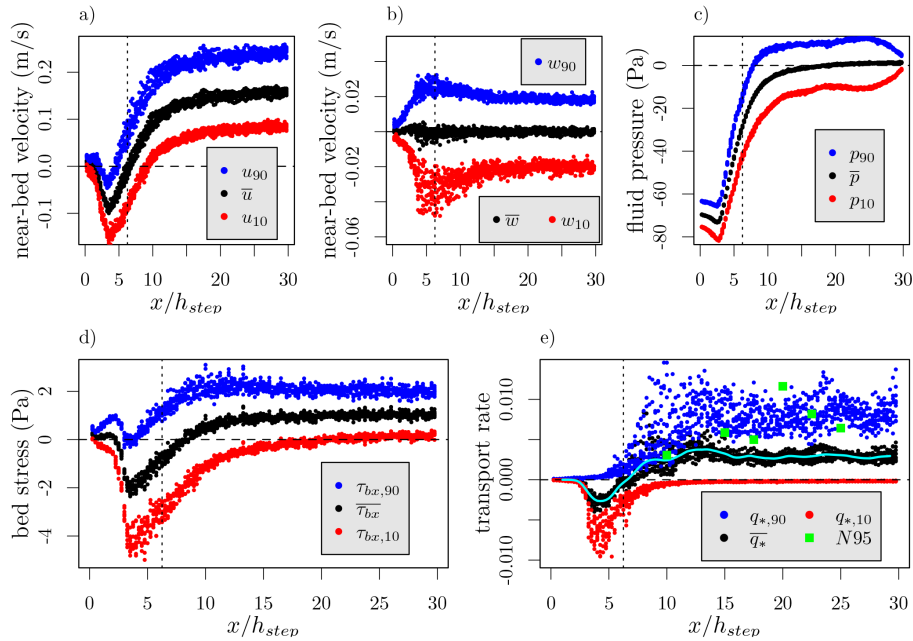 a)
near-bed velocity (m/s)
-0.1 0.0 0.1 0.2
u90
u̅
u10
0 5 10 20 30
x/hstep
b)
near-bed velocity (m/s)
-0.06 -0.02 0.02
w90
w̅ w10
0 5 10 20 30
x/hstep
c)
fluid pressure (Pa)
-80 -60 -40 -20 0
p90
p̅
p10
0 5 10 20 30
x/hstep
d)
bed stress (Pa)
-4 -2 0 2
τbx,90
τ̅b̅x̅
τbx,10
0 5 10 15 20 25 30
x/hstep
e)
transport rate
-0.010 0.000 0.010
q*,90 q*,10
q̅*̅ N95
0 5 10 15 20 25 30
x/hstep